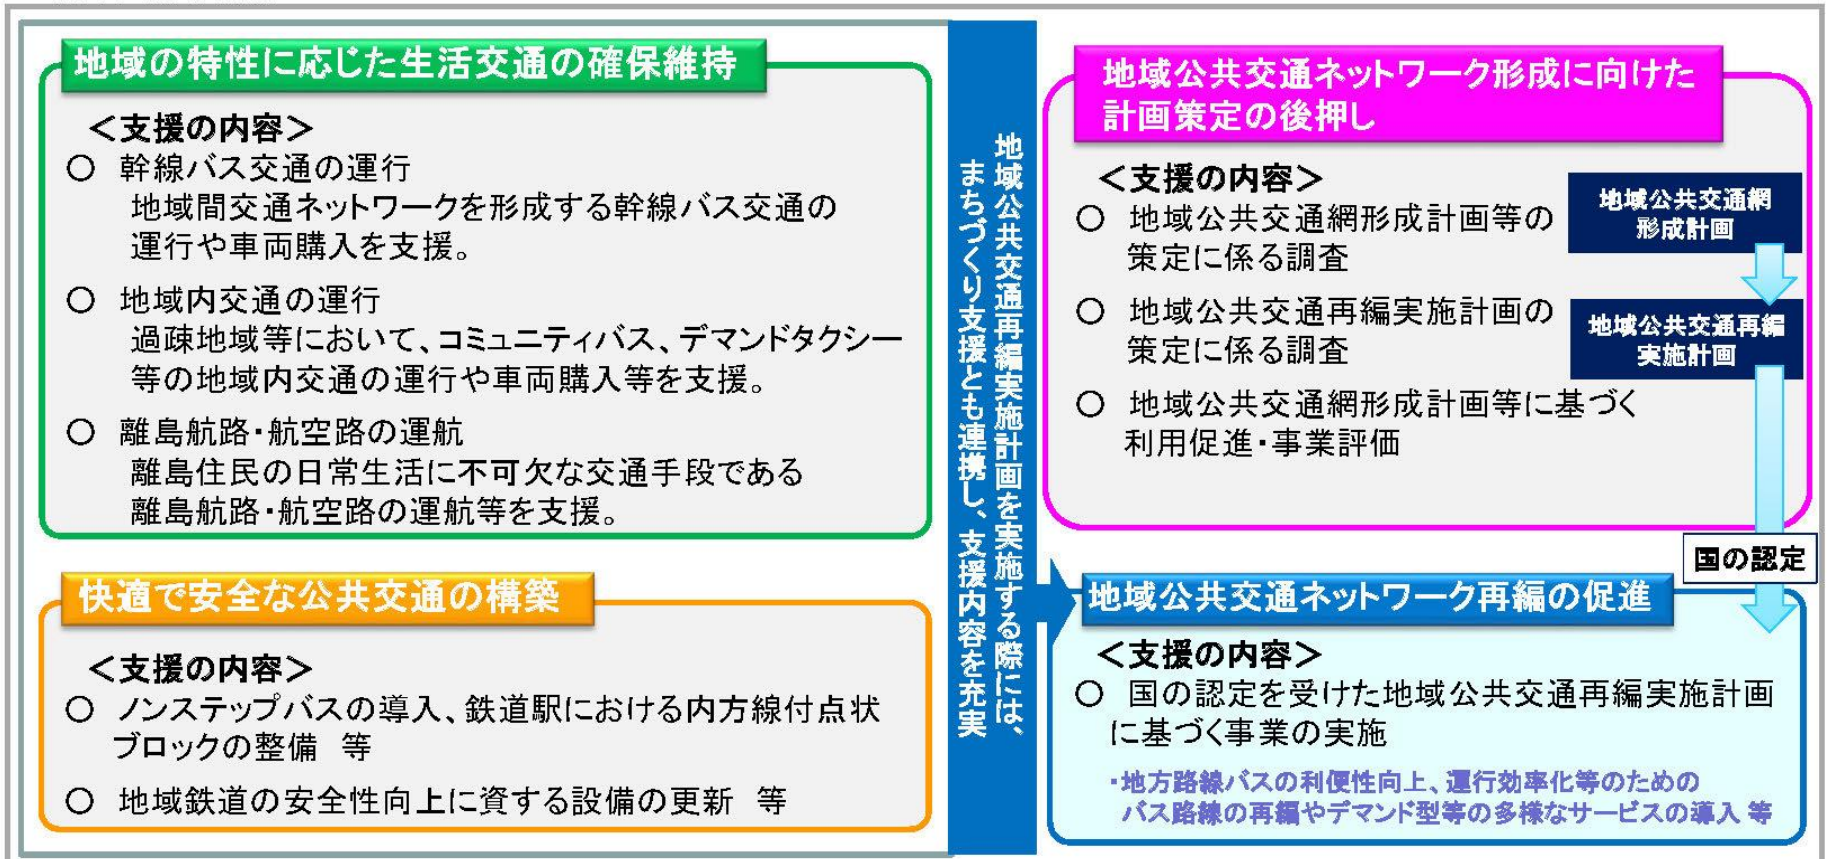 地域の特性に応じた生活交通の確保維持
＜支援の内容＞
○ 幹線バス交通の運行
地域間交通ネットワークを形成する幹線バス交通の
運行や車両購入を支援。
○ 地域内交通の運行
過疎地域等において、コミュニティバス、デマンドタクシー
等の地域内交通の運行や車両購入等を支援。
○ 離島航路・航空路の運航
離島住民の日常生活に不可欠な交通手段である
離島航路・航空路の運航等を支援。
快適で安全な公共交通の構築
＜支援の内容＞
○ ノンステップバスの導入、鉄道駅における内方線付点状
ブロックの整備 等
○ 地域鉄道の安全性向上に資する設備の更新 等
地域公共交通再編実施計画を実施する際には、
まちづくり支援とも連携し、支援内容を充実
地域公共交通ネットワーク形成に向けた
計画策定の後押し
＜支援の内容＞
○ 地域公共交通網形成計画等の
策定に係る調査
○ 地域公共交通再編実施計画の
策定に係る調査
○ 地域公共交通網形成計画等に基づく
利用促進・事業評価
地域公共交通網
形成計画
地域公共交通再編
実施計画
国の認定
地域公共交通ネットワーク再編の促進
＜支援の内容＞
○ 国の認定を受けた地域公共交通再編実施計画
に基づく事業の実施
・地方路線バスの利便性向上、運行効率化等のための
バス路線の再編やデマンド型等の多様なサービスの導入 等